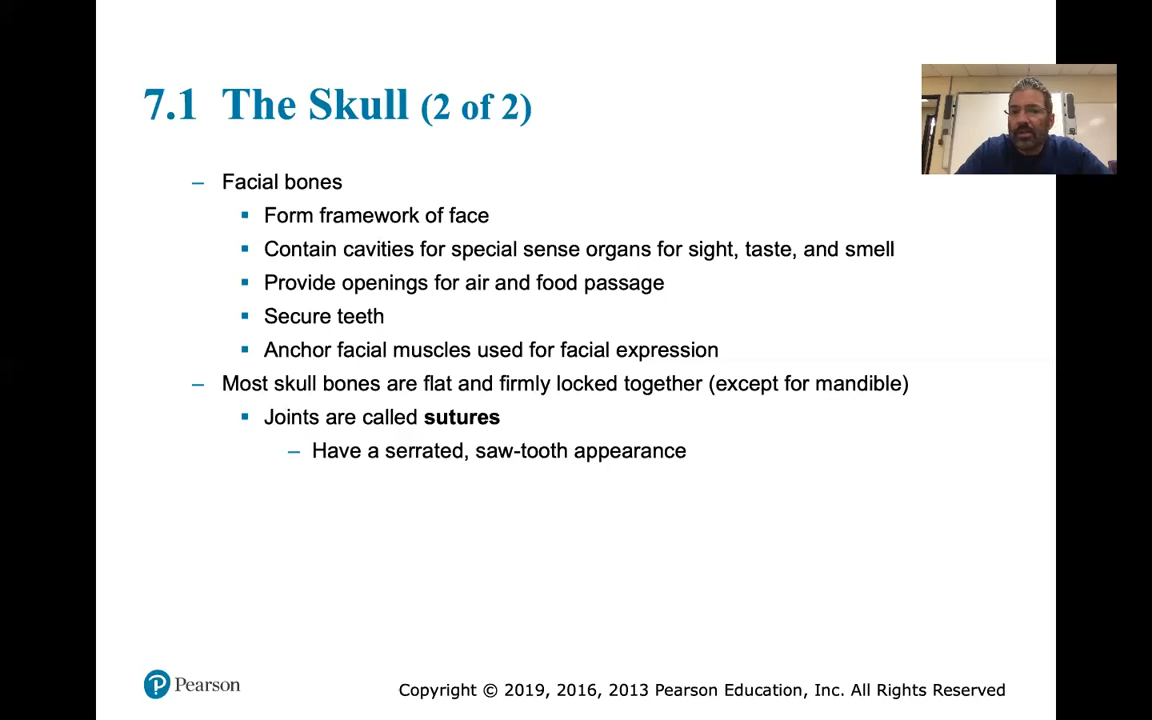 7.1 The Skull (2 of 2)
– Facial bones
▪ Form framework of face
▪ Contain cavities for special sense organs for sight, taste, and smell
▪ Provide openings for air and food passage
▪ Secure teeth
▪ Anchor facial muscles used for facial expression
– Most skull bones are flat and firmly locked together (except for mandible)
▪ Joints are called sutures
– Have a serrated, saw-tooth appearance
P Pearson
Copyright © 2019, 2016, 2013 Pearson Education, Inc. All Rights Reserved